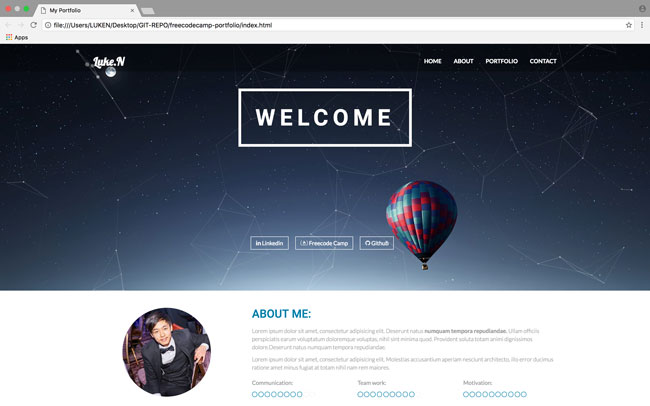 My Portfolio
file:///Users/LUKEN/Desktop/GIT-REPO/freecodecamp-portfolio/index.html
Apps
Luke.N
HOME ABOUT PORTFOLIO CONTACT
WELCOME
in Linkedin
Freecode Camp
Github
ABOUT ME:
Lorem ipsum dolor sit amet, consectetur adipisicing elit. Deserunt natus numquam tempora repudiandae. Ullam officiis
perspiciatis earum voluptatum doloremque voluptas, nihil sint minima quasi. Provident soluta totam animi dignissimos
dolores Deserunt natus numquam tempora repudiandae.
Lorem ipsum dolor sit amet, consectetur adipisicing elit. Molestias accusantium aperiam nesciunt architecto, illo error ducimus
ratione amet minus fugiat at totam nihil nam rem maiores.
Communication: Team work: Motivation: